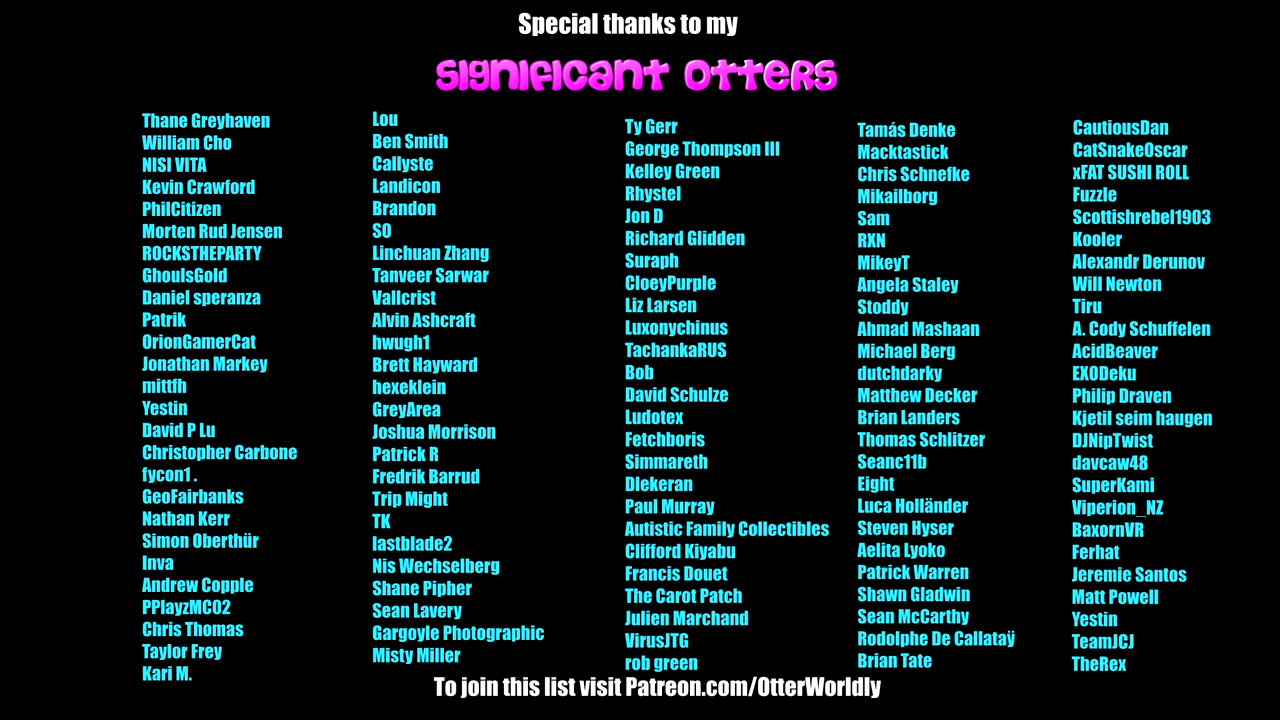 Special thanks to my
SIGNIFICANT OTTERS
Thane Greyhaven
William Cho
NISI VITA
Kevin Crawford
PhilCitizen
Morten Rud Jensen
ROCKSTHEPARTY
GhoulsGold
Daniel speranza
Patrik
OrionGamerCat
Jonathan Markey
mittfh
Yestin
David P Lu
Christopher Carbone
fycon1 .
GeoFairbanks
Nathan Kerr
Simon Oberthür
Inva
Andrew Copple
PPlayzMCO2
Chris Thomas
Taylor Frey
Kari M.
Lou
Ben Smith
Callyste
Landicon
Brandon
SO
Linchuan Zhang
Tanveer Sarwar
Vallcrist
Alvin Ashcraft
hwugh1
Brett Hayward
hexeklein
GreyArea
Joshua Morrison
Patrick R
Fredrik Barrud
Trip Might
TK
lastblade2
Nis Wechselberg
Shane Pipher
Sean Lavery
Gargoyle Photographic
Misty Miller
Ty Gerr
George Thompson III
Kelley Green
Rhystel
Jon D
Richard Glidden
Suraph
CloeyPurple
Liz Larsen
Luxonychinus
TachankaRUS
Bob
David Schulze
Ludotex
Fetchboris
Simmareth
Dlekeran
Paul Murray
Autistic Family Collectibles
Clifford Kiyabu
Francis Douet
The Carot Patch
Julien Marchand
VirusJTG
rob green
Tamás Denke
Macktastick
Chris Schnefke
Mikailborg
Sam
RXN
MikeyT
Angela Staley
Stoddy
Ahmad Mashaan
Michael Berg
dutchdarky
Matthew Decker
Brian Landers
Thomas Schlitzer
Seanc11b
Eight
Luca Holländer
Steven Hyser
Aelita Lyoko
Patrick Warren
Shawn Gladwin
Sean McCarthy
Rodolphe De Callataÿ
Brian Tate
CautiousDan
CatSnakeOscar
xFAT SUSHI ROLL
Fuzzle
Scottishrebel1903
Kooler
Alexandr Derunov
Will Newton
Tiru
A. Cody Schuffelen
AcidBeaver
EXODeku
Philip Draven
Kjetil seim haugen
DJNipTwist
davcaw48
SuperKami
Viperion_NZ
BaxornVR
Ferhat
Jeremie Santos
Matt Powell
Yestin
TeamJCJ
TheRex
To join this list visit Patreon.com/OtterWorldly